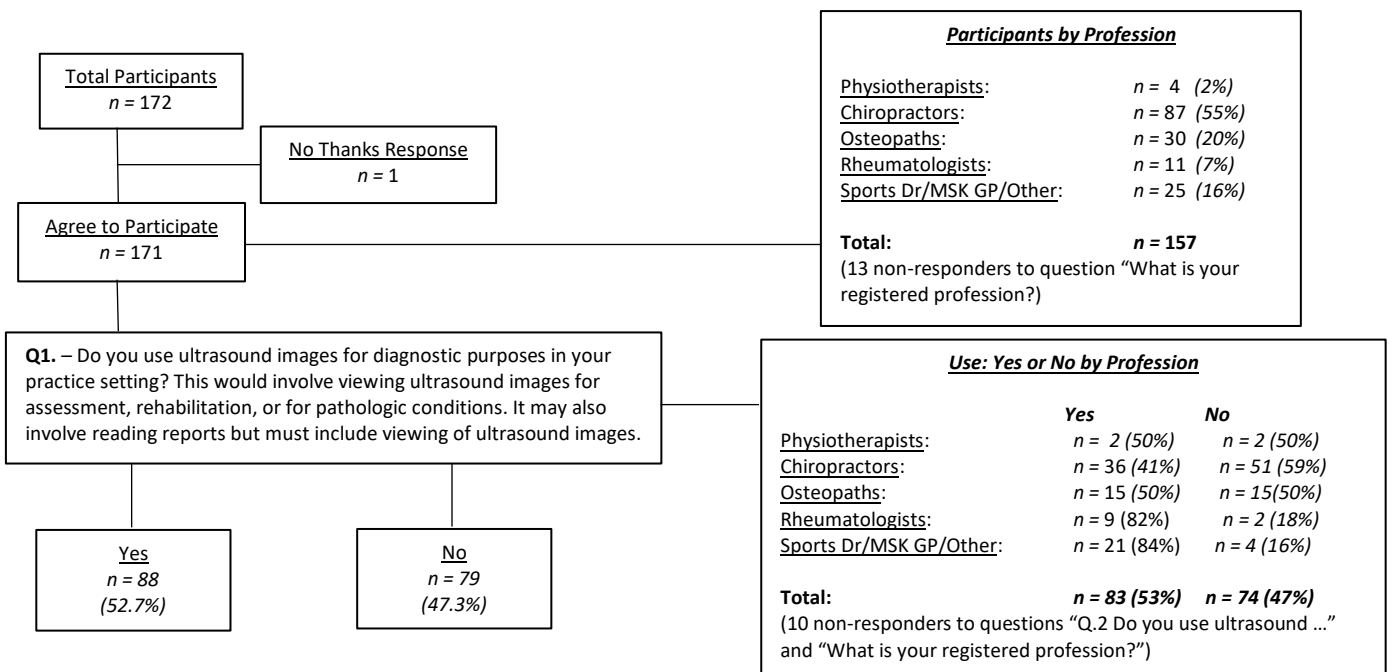 Total Participants
n = 172
No Thanks Response
n = 1
Agree to Participate
n = 171
Participants by Profession
Physiotherapists: n = 4 (2%)
Chiropractors: n = 87 (55%)
Osteopaths: n = 30 (20%)
Rheumatologists: n = 11 (7%)
Sports Dr/MSK GP/Other: n = 25 (16%)
Total: n = 157
(13 non-responders to question “What is your
registered profession?)
Q1. – Do you use ultrasound images for diagnostic purposes in your
practice setting? This would involve viewing ultrasound images for
assessment, rehabilitation, or for pathologic conditions. It may also
involve reading reports but must include viewing of ultrasound images.
Use: Yes or No by Profession
Yes No
Physiotherapists: n = 2 (50%) n = 2 (50%)
Chiropractors: n = 36 (41%) n = 51 (59%)
Osteopaths: n = 15 (50%) n = 15(50%)
Rheumatologists: n = 9 (82%) n = 2 (18%)
Sports Dr/MSK GP/Other: n = 21 (84%) n = 4 (16%)
Total: n = 83 (53%) n = 74 (47%)
(10 non-responders to questions “Q.2 Do you use ultrasound ...”
and “What is your registered profession?”)
Yes
n = 88
(52.7%)
No
n = 79
(47.3%)